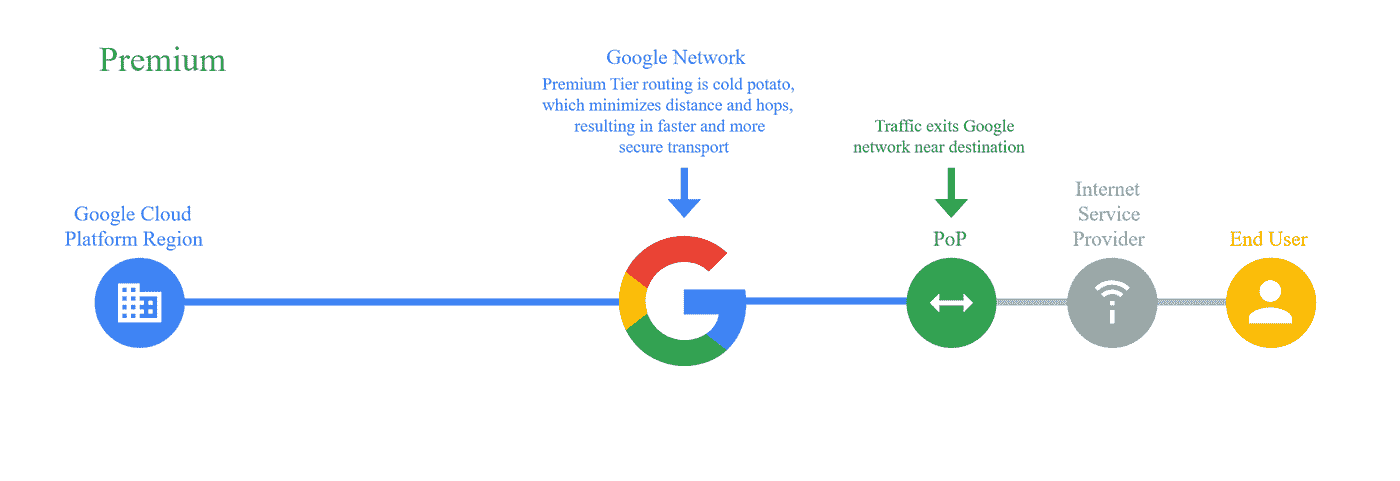 Premium
Google Network
Premium Tier routing is cold potato,
which minimizes distance and hops,
resulting in faster and more
secure transport
Traffic exits Google
network near destination
Google Cloud
Platform Region
PoP
Internet
Service
Provider
End User